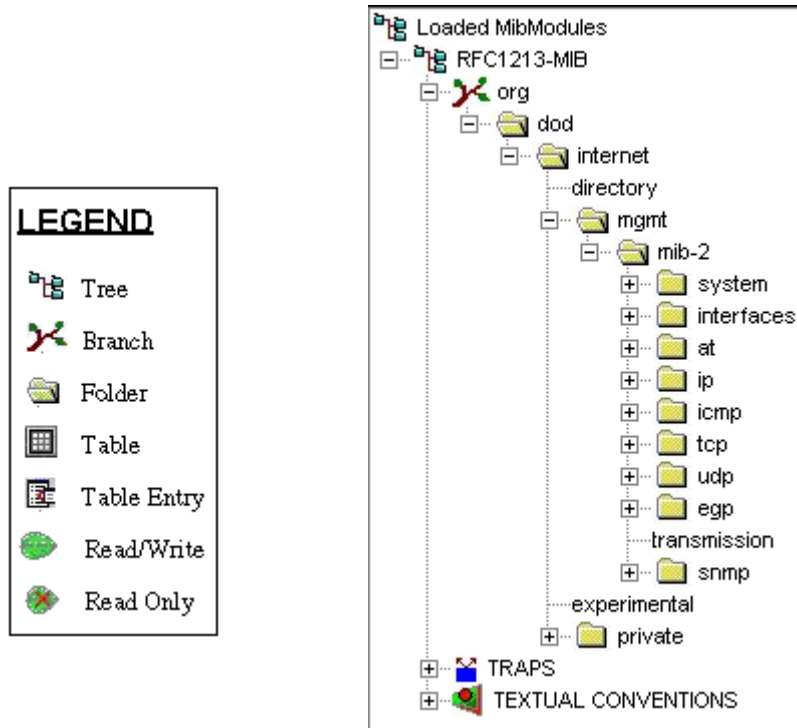 LEGEND
Tree
Branch
Folder
Table
Table Entry
Read/Write
Read Only
Loaded MibModules
RFC1213-MIB
org
dod
internet
directory
mgmt
mib-2
system
interfaces
at
ip
icmp
tcp
udp
egp
transmission
snmp
experimental
private
TRAPS
TEXTUAL CONVENTIONS